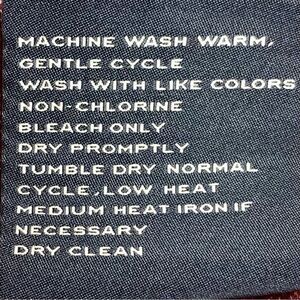 MACHINE WASH WARM,
GENTLE CYCLE
WASH WITH LIKE COLORS
NON-CHLORINE
BLEACH ONLY
DRY PROMPTLY
TUMBLE DRY NORMAL
CYCLE,LOW HEAT
MEDIUM HEAT IRON IF
NECESSARY
DRY CLEAN